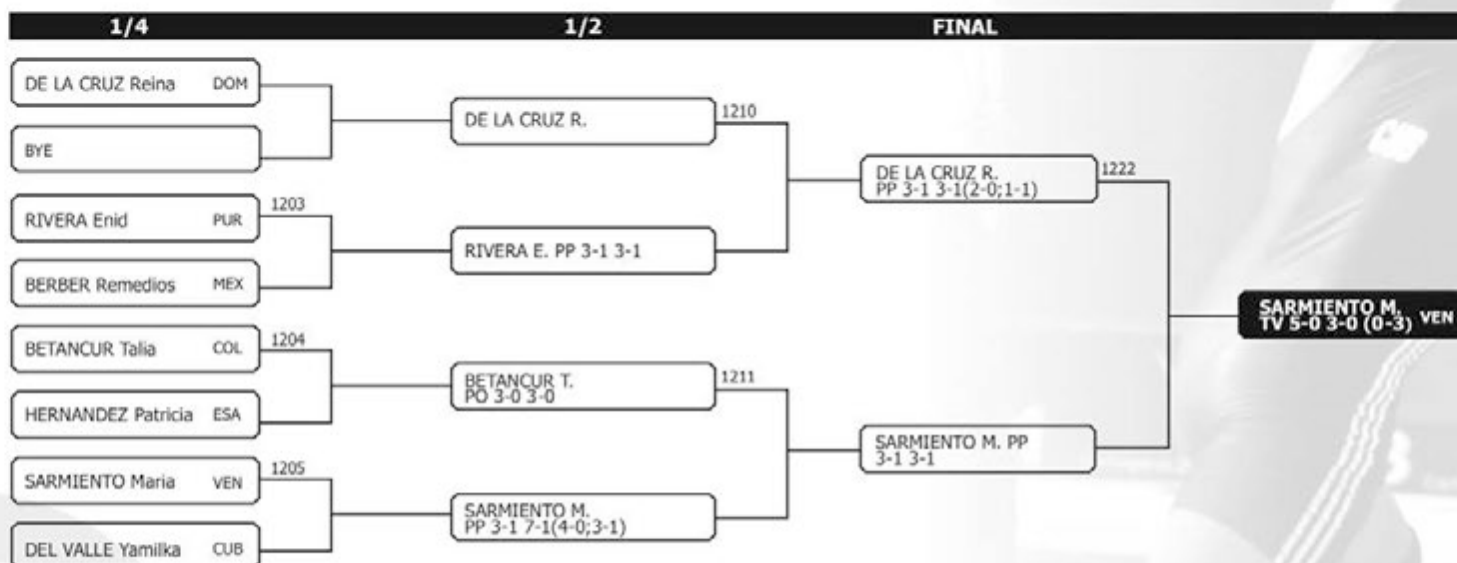 1/4 1/2 FINAL
DE LA CRUZ Reina DOM
BYE
RIVERA Enid PUR
BERBER Remedios MEX
BETANCUR Talia COL
HERNANDEZ Patricia ESA
SARMIENTO Maria VEN
DEL VALLE Yamilka CUB
1203
1204
1205
DE LA CRUZ R.
RIVERA E. PP 3-1 3-1
BETANCUR T.
PO 3-0 3-0
SARMIENTO M.
PP 3-1 7-1(4-0;3-1)
1210
1211
DE LA CRUZ R.
PP 3-1 3-1(2-0;1-1)
SARMIENTO M. PP
3-1 3-1
1222
SARMIENTO M.
TV 5-0 3-0 (0-3) VEN